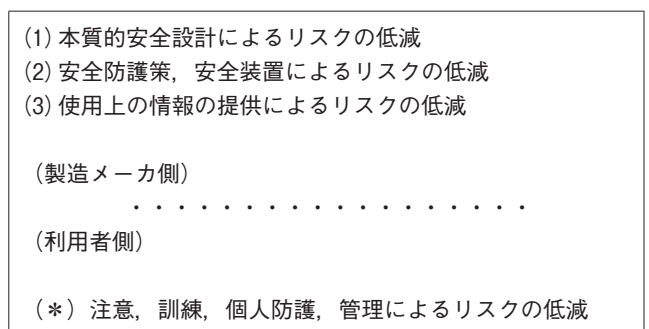 (1) 本質的安全設計によるリスクの低減
(2) 安全防護策，安全装置によるリスクの低減
(3) 使用上の情報の提供によるリスクの低減
（製造メーカ側）
・・・・・・・・・・・・・・・・・・
（利用者側）
（＊）注意，訓練，個人防護，管理によるリスクの低減